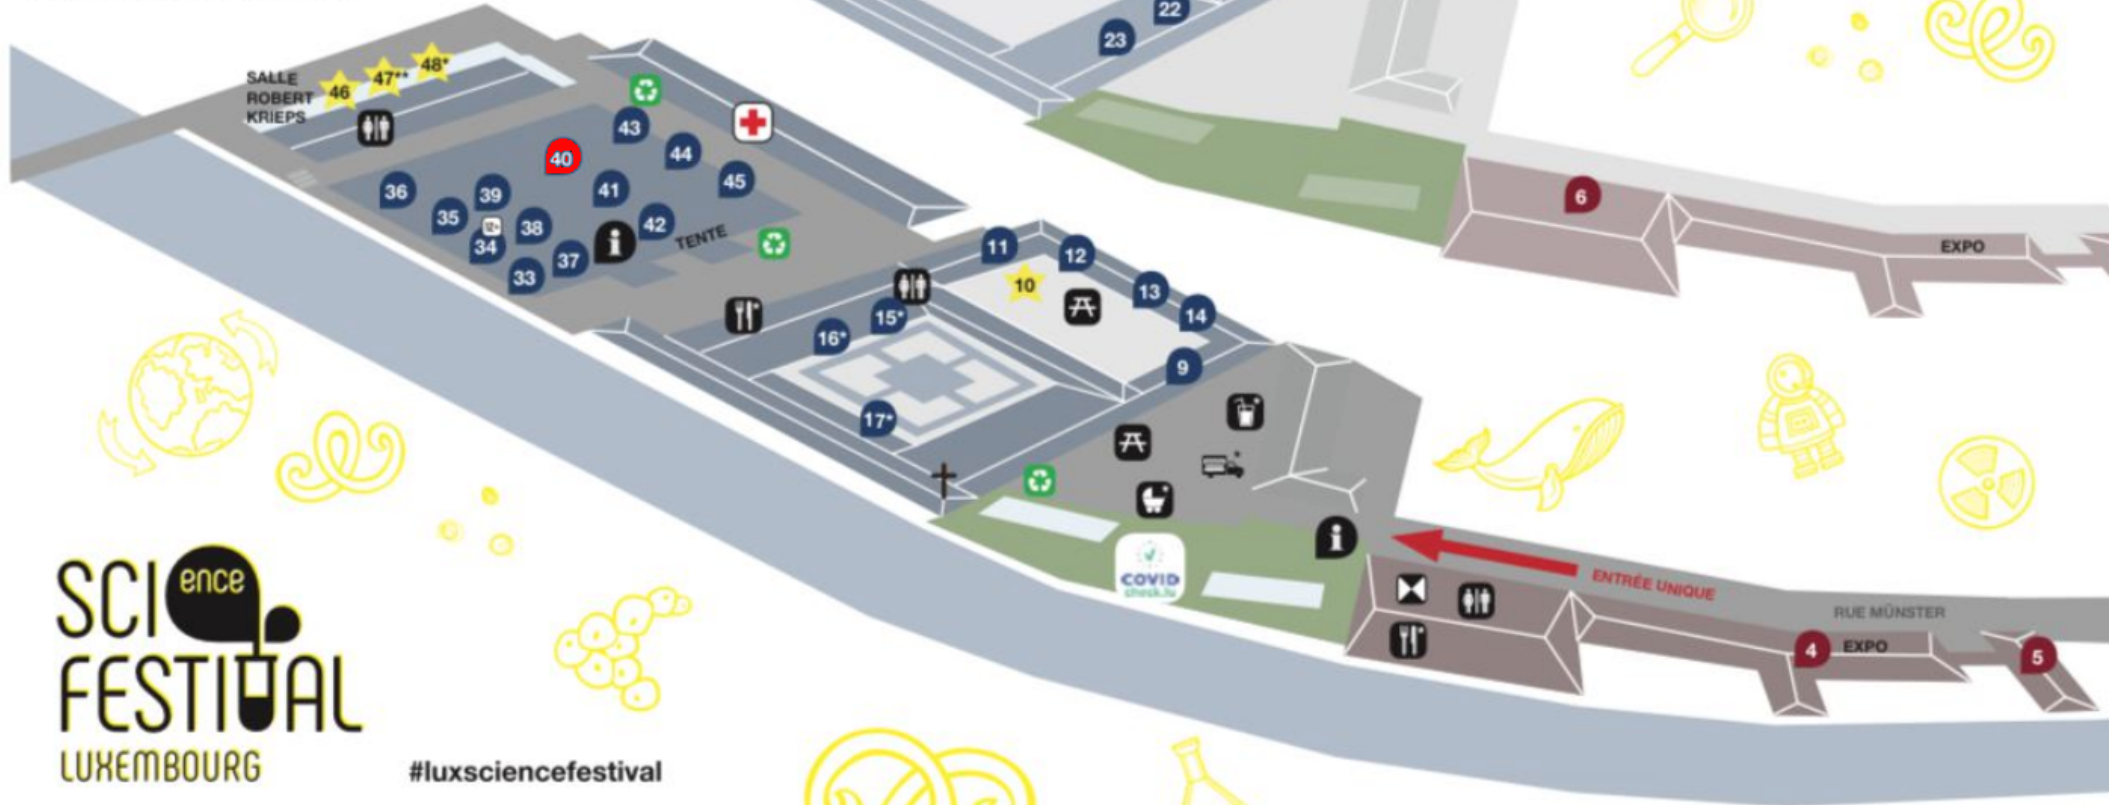 22
23
SALLE
ROBERT
KRIEPS
46
47**
48*
43
40
44
45
36
39
41
35
38
42
34
37
33
TENTE
i
6
EXPO
11
12
10
13
14
15*
16*
9
17*
COVID
check.lu
i
ENTRÉE UNIQUE
RUE MÜNSTER
4
EXPO
5
SCIence
FESTIVAL
LUXEMBOURG
#luxsciencefestival